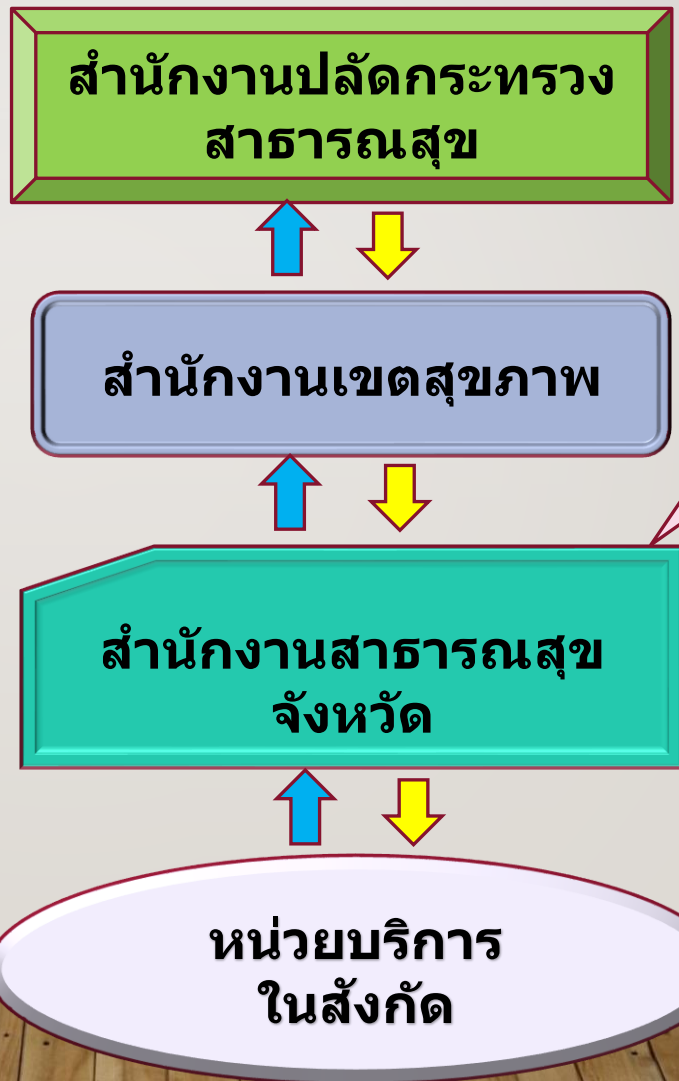 สำนักงานปลัดกระทรวง
สาธารณสุข
สำนักงานเขตสุขภาพ
สำนักงานสาธารณสุข
จังหวัด
หน่วยบริการ
ในสังกัด